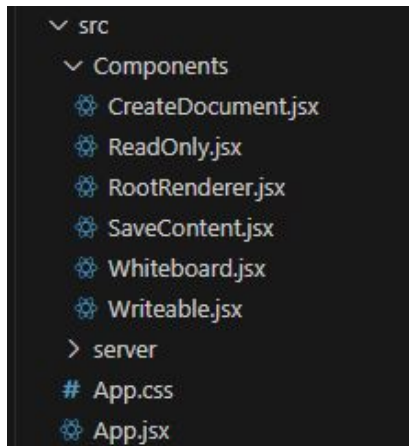 src
Components
CreateDocument.jsx
ReadOnly.jsx
RootRenderer.jsx
SaveContent.jsx
Whiteboard.jsx
Writeable.jsx
server
# App.css
App.jsx